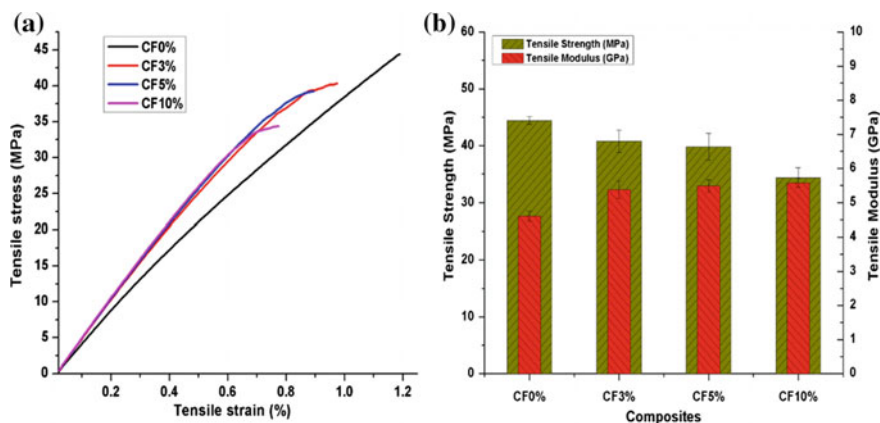 (a)
CF0%
CF3%
CF5%
CF10%
Tensile stress (MPa)
45
40
35
30
25
20
15
10
5
0
0.2
0.4
0.6
0.8
1.0
1.2
Tensile strain (%)
(b)
Tensile Strength (MPa)
Tensile Modulus (GPa)
Tensile Strength (MPa)
60
50
40
30
20
10
0
CF0%
CF3%
CF5%
CF10%
Composites
10
9
8
7
6
5
4
3
2
1
0
Tensile Modulus (GPa)